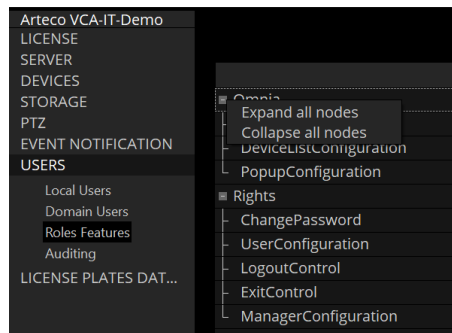 Arteco VCA-IT-Demo
LICENSE
SERVER
DEVICES
STORAGE
PTZ
EVENT NOTIFICATION
USERS
Local Users
Domain Users
Roles Features
Auditing
LICENSE PLATES DAT...
Omnia
Expand all nodes
Collapse all nodes
DeviceListConfiguration
PopupConfiguration
Rights
ChangePassword
UserConfiguration
LogoutControl
ExitControl
ManagerConfiguration